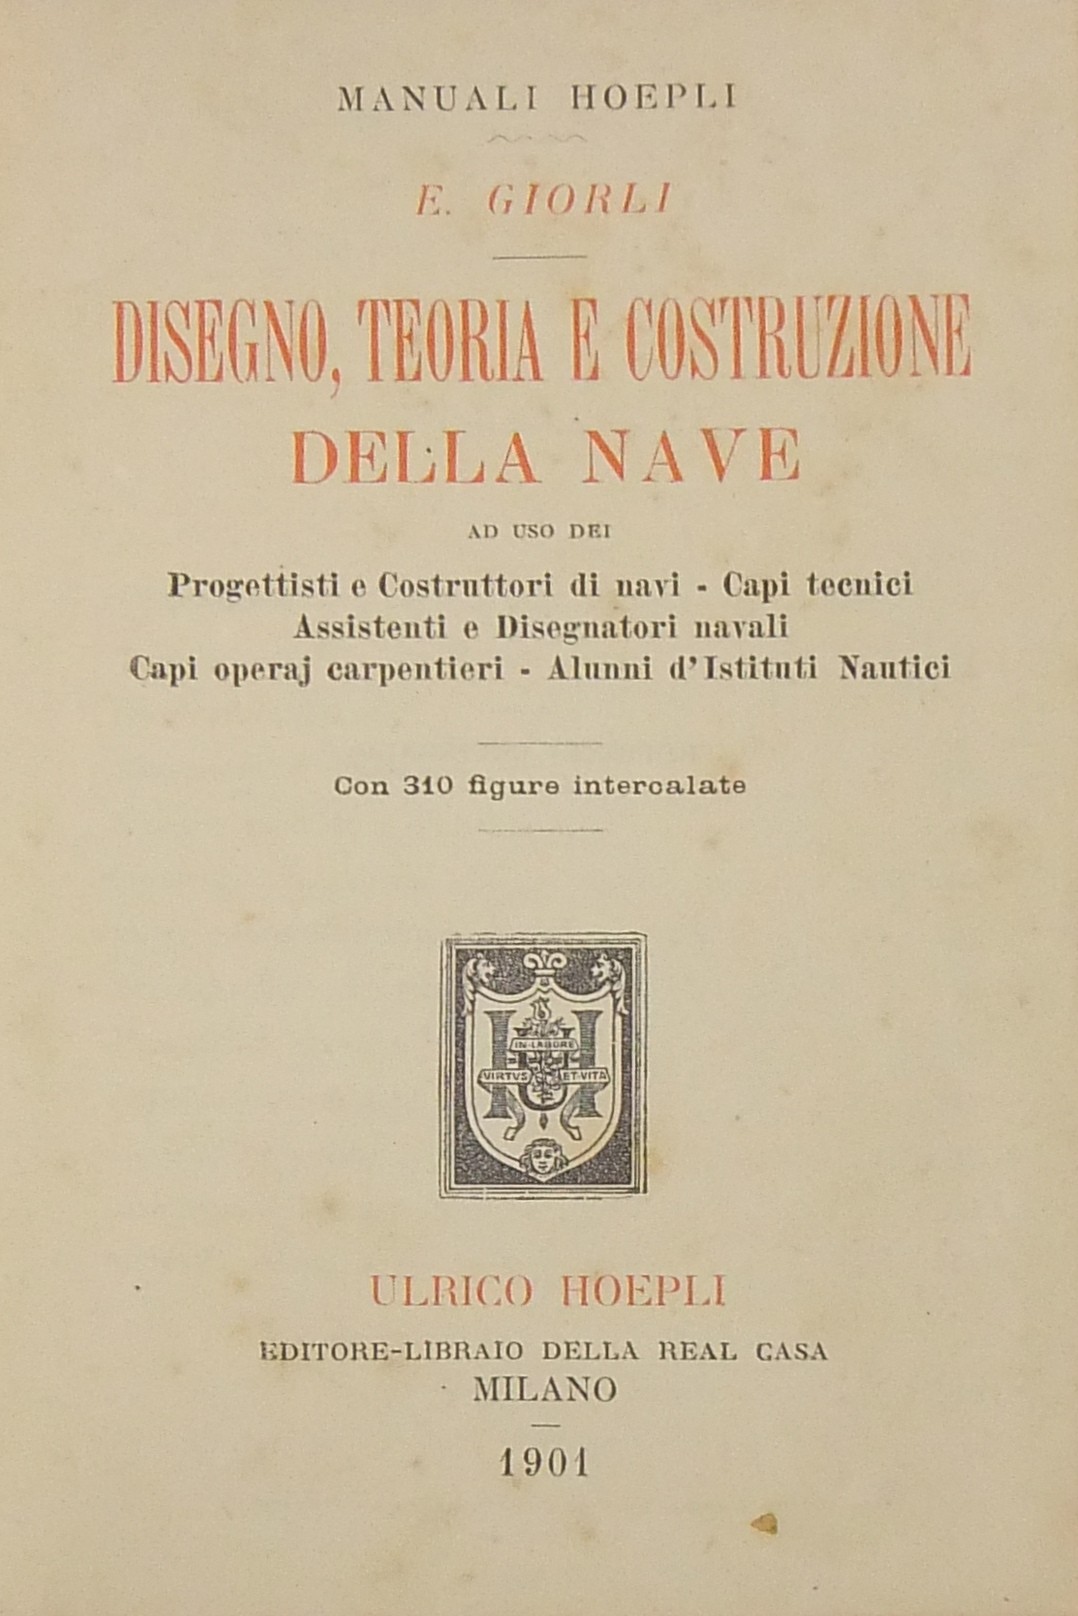 MANUALI HOEPLI
E. GIORLI
DISEGNO, TEORIA E COSTRUZIONE
DELLA NAVE
AD USO DEI
Progettisti e Costruttori di navi - Capi tecnici
Assistenti e Disegnatori navali
Capi operaj carpentieri - Alunni d'Istituti Nautici
Con 310 figure intercalate
IN·LABORE
VIRTVS ET·VITA
ULRICO HOEPLI
EDITORE-LIBRAIO DELLA REAL CASA
MILANO
1901